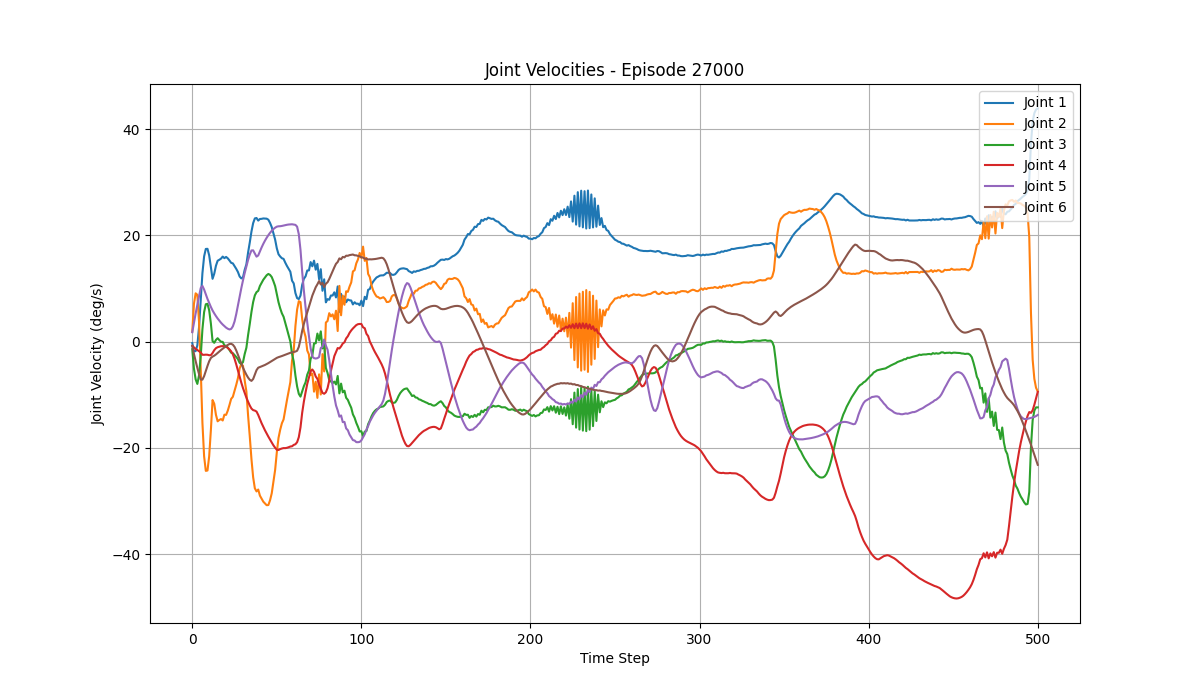 Joint Velocities - Episode 27000
Joint Velocity (deg/s)
40
20
0
−20
−40
0 100 200 300 400 500
Time Step
Joint 1
Joint 2
Joint 3
Joint 4
Joint 5
Joint 6